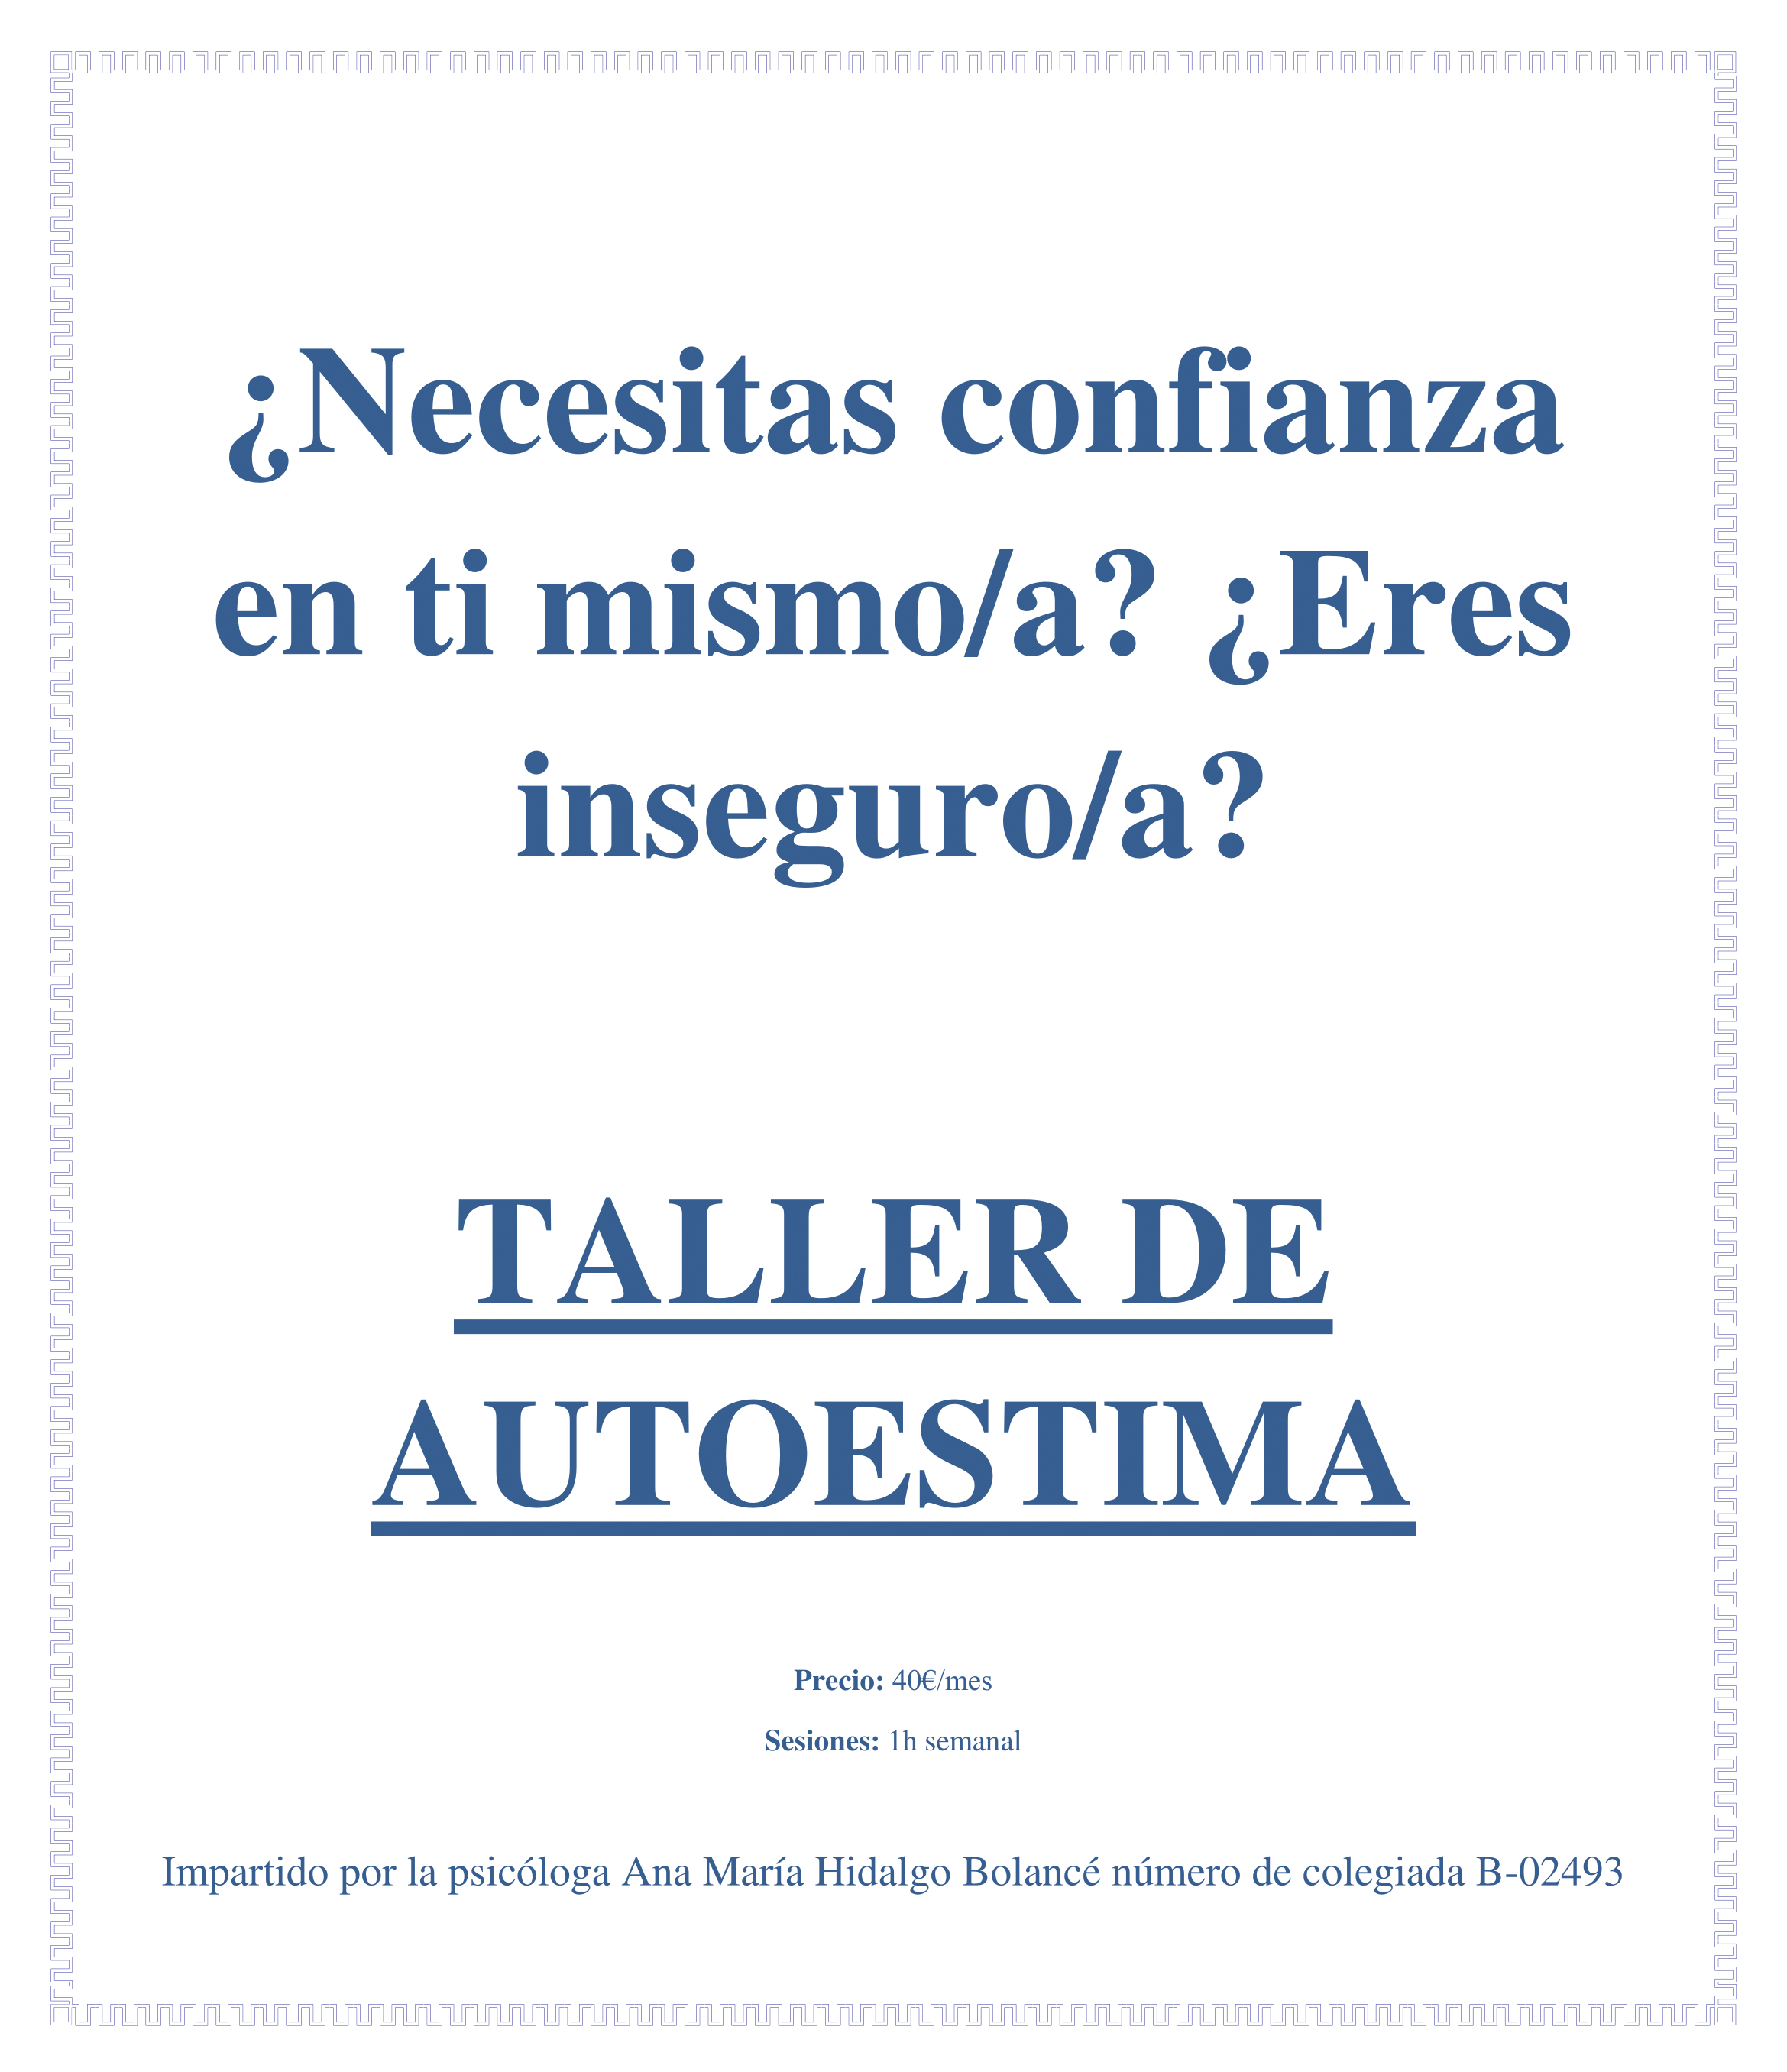 ¿Necesitas confianza
en ti mismo/a? ¿Eres
inseguro/a?
TALLER DE
AUTOESTIMA
Precio: 40€/mes
Sesiones: 1h semanal
Impartido por la psicóloga Ana María Hidalgo Bolancé número de colegiada B-02493